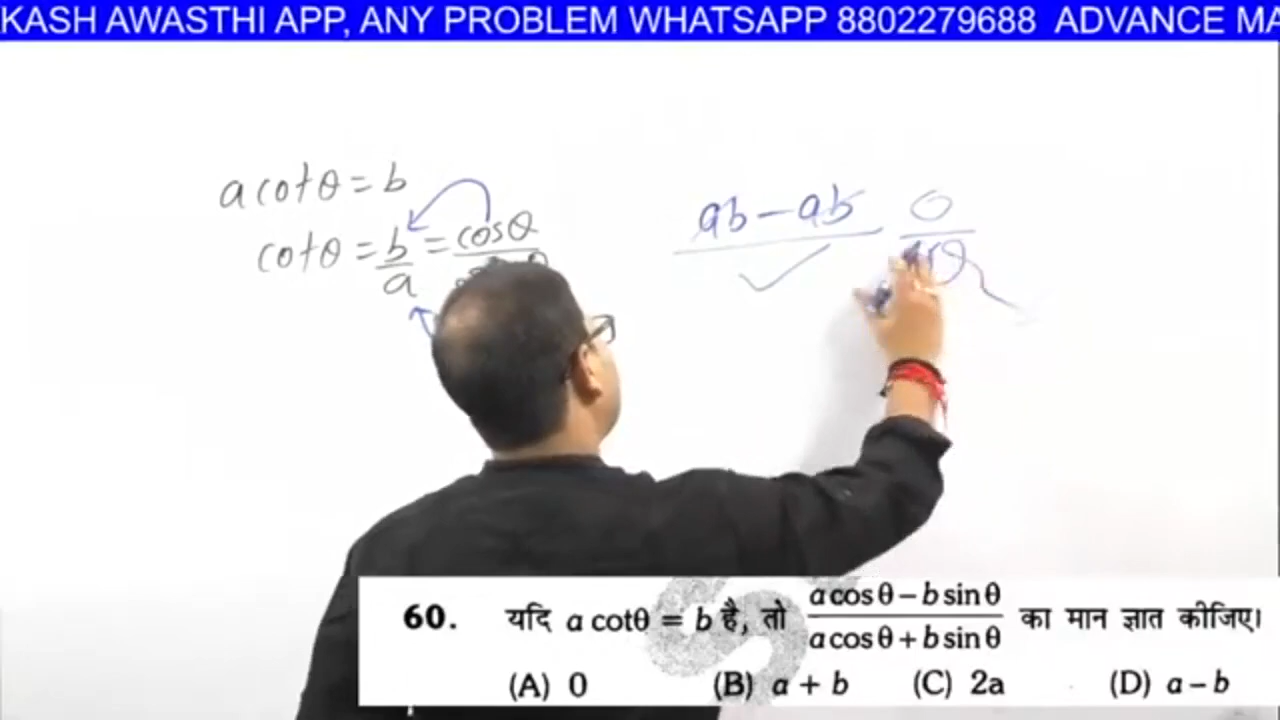 KASH AWASTHI APP, ANY PROBLEM WHATSAPP 8802279688 ADVANCE MA
a cotθ = b
cotθ = b/a = cosθ
ab - ab
0
60. यदि a cotθ = b है, तो (a cosθ - b sinθ)/(a cosθ + b sinθ) का मान ज्ञात कीजिए।
(A) 0 (B) a + b (C) 2a (D) a - b